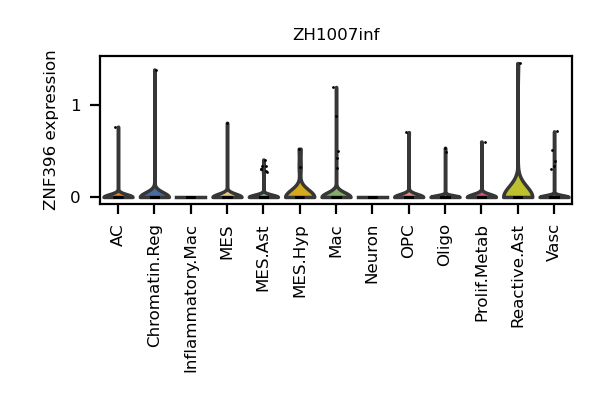 ZH1007inf
ZNF396 expression
1
0
AC
Chromatin.Reg
Inflammatory.Mac
MES
MES.Ast
MES.Hyp
Mac
Neuron
OPC
Oligo
Prolif.Metab
Reactive.Ast
Vasc